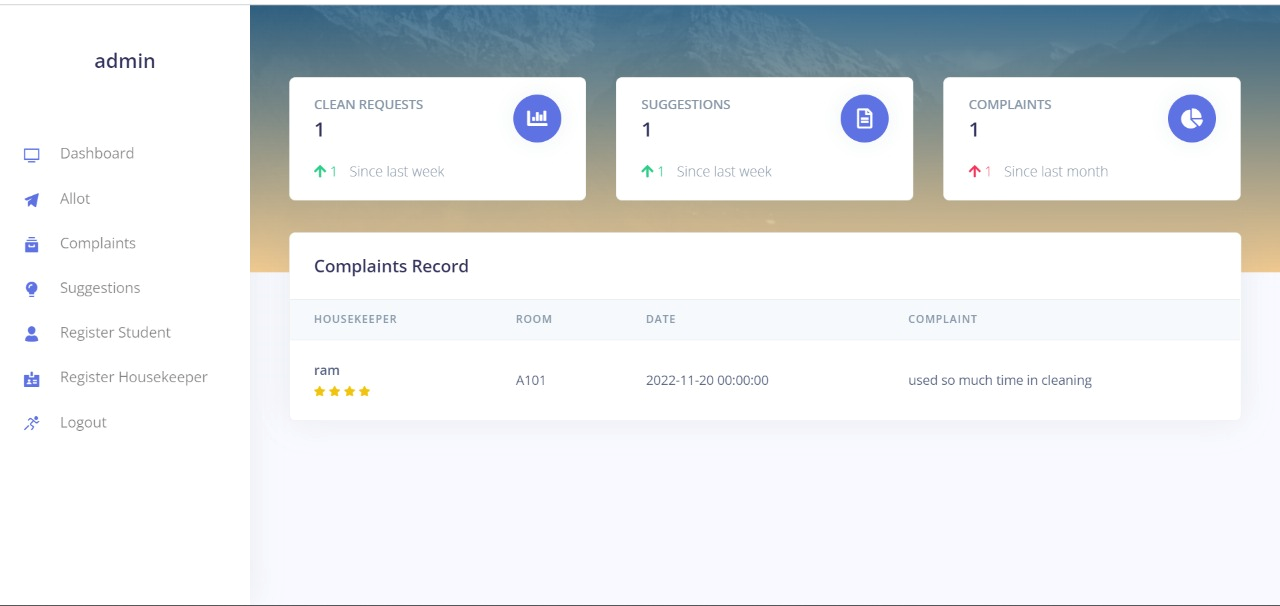 admin
Dashboard
Allot
Complaints
Suggestions
Register Student
Register Housekeeper
Logout
CLEAN REQUESTS
1
1 Since last week
SUGGESTIONS
1
1 Since last week
COMPLAINTS
1
1 Since last month
Complaints Record
HOUSEKEEPER ROOM DATE COMPLAINT
ram
A101 2022-11-20 00:00:00 used so much time in cleaning